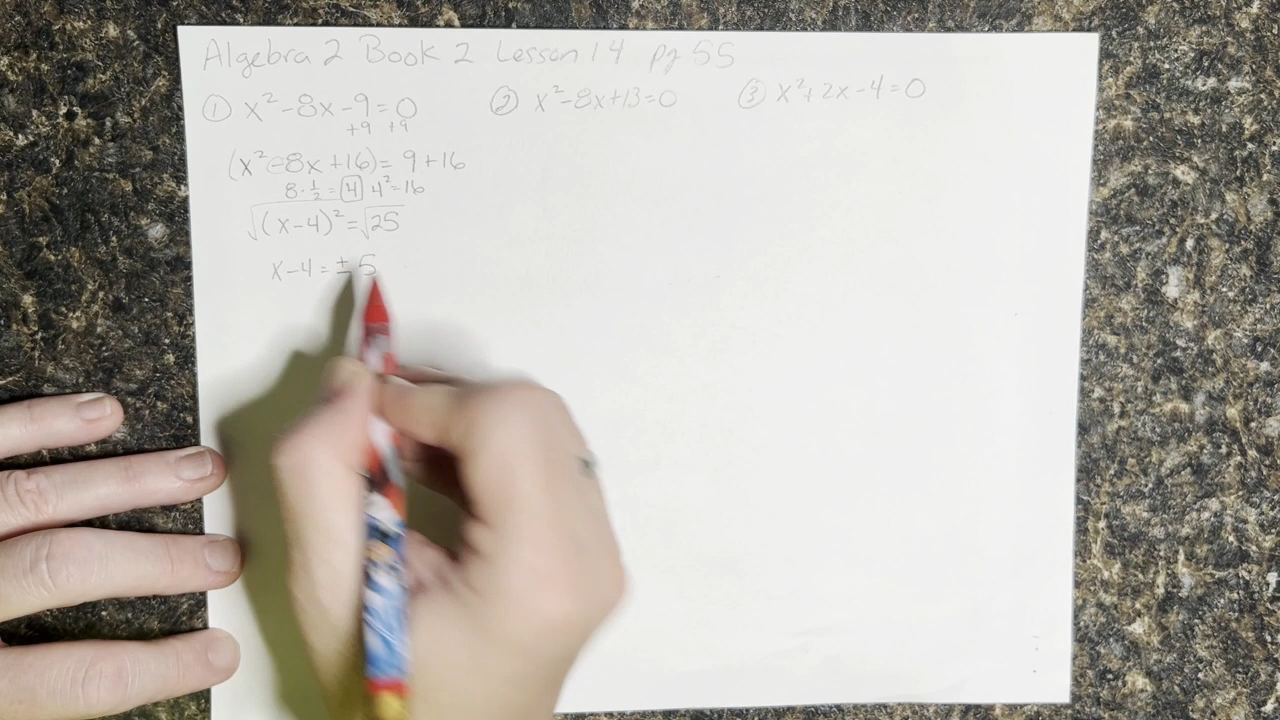 Algebra 2 Book 2 Lesson 14 pg 55
① x²-8x-9=0
+9 +9
(x²-8x+16)=9+16
8·½=4 4²=16
√(x-4)²=√25
x-4=±5
② x²-8x+13=0
③ x²+2x-4=0